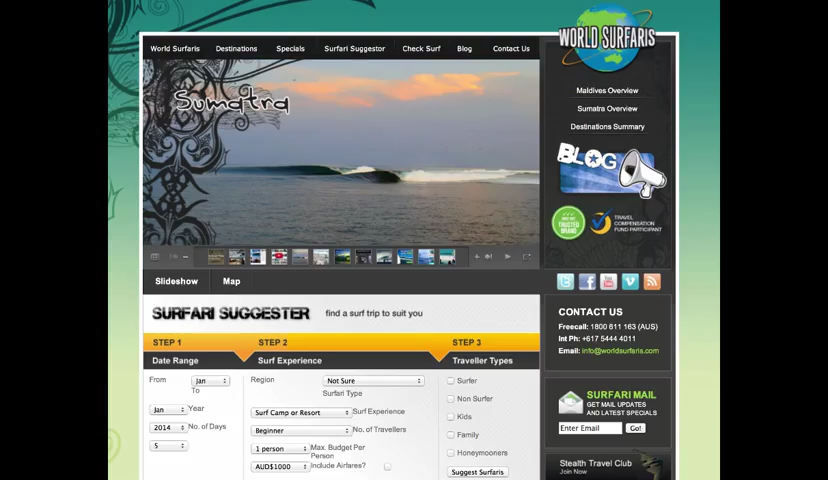 World Surfaris Destinations Specials Surfari Suggestor Check Surf Blog Contact Us
WORLD SURFARIS
Sumatra
Maldives Overview
Sumatra Overview
Destinations Summary
BLOG
TRUSTED
BRAND
TRAVEL
COMPENSATION
FUND PARTICIPANT
Slideshow Map
SURFARI SUGGESTER find a surf trip to suit you
STEP 1 STEP 2 STEP 3
Date Range Surf Experience Traveller Types
From Jan
To
Jan Year
2014 No. of Days
5
Region Not Sure
Surfari Type
Surf Camp or Resort Surf Experience
Beginner No. of Travellers
1 person Max. Budget Per
Person
AUD$1000 Include Airfares?
Surfer
Non Surfer
Kids
Family
Honeymooners
Suggest Surfaris
You
CONTACT US
Freecall: 1800 611 163 (AUS)
Int Ph: +617 5444 4011
Email: info@worldsurfaris.com
SURFARI MAIL
GET MAIL UPDATES
AND LATEST SPECIALS
Enter Email Go!
Stealth Travel Club
Join Now